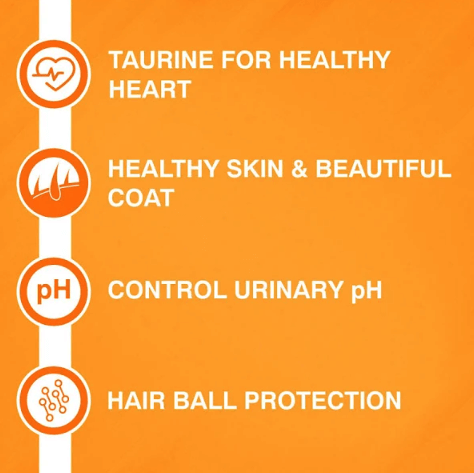 TAURINE FOR HEALTHY
HEART
HEALTHY SKIN & BEAUTIFUL
COAT
pH
CONTROL URINARY pH
HAIR BALL PROTECTION